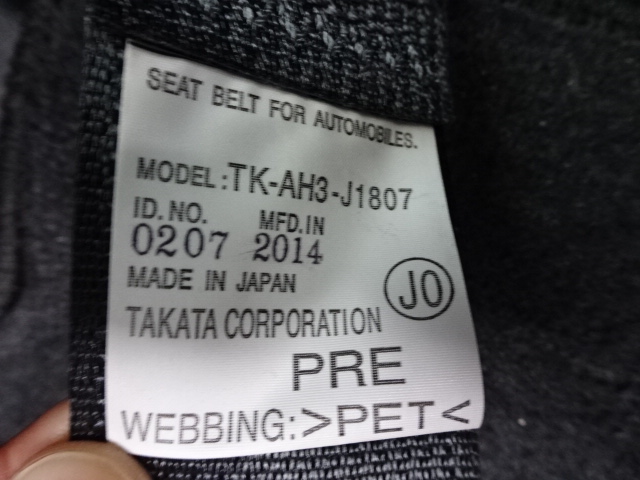 SEAT BELT FOR AUTOMOBILES.
MODEL:TK-AH3-J1807
ID.NO. MFD.IN
0207 2014
MADE IN JAPAN
JO
TAKATA CORPORATION
PRE
WEBBING:>PET<